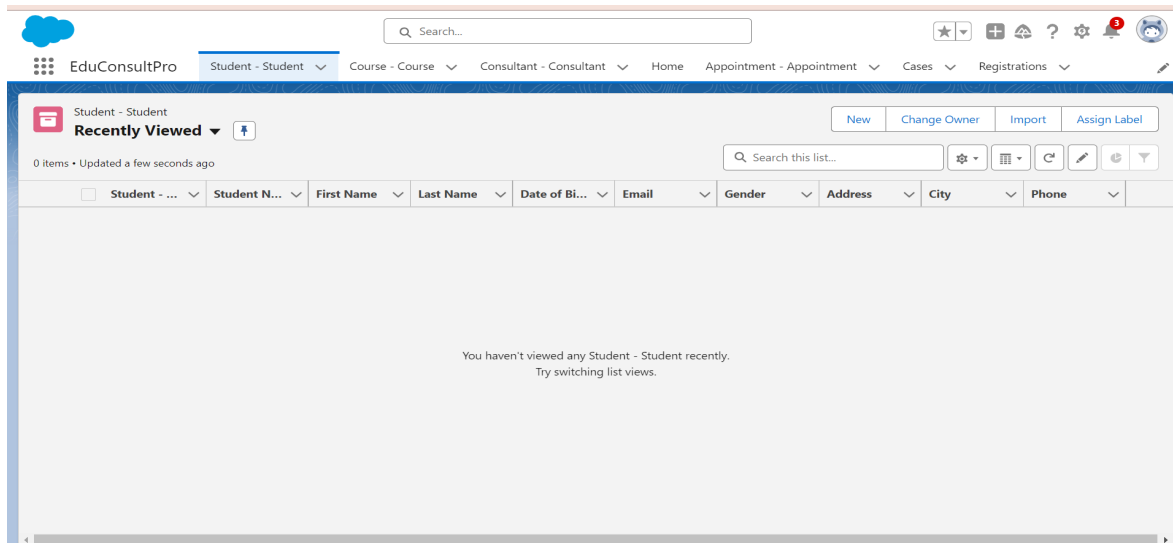 Search...
3
EduConsultPro Student - Student Course - Course Consultant - Consultant Home Appointment - Appointment Cases Registrations
Student - Student
Recently Viewed
New Change Owner Import Assign Label
0 items • Updated a few seconds ago
Search this list...
Student - ... Student N... First Name Last Name Date of Bi... Email Gender Address City Phone
You haven't viewed any Student - Student recently.
Try switching list views.